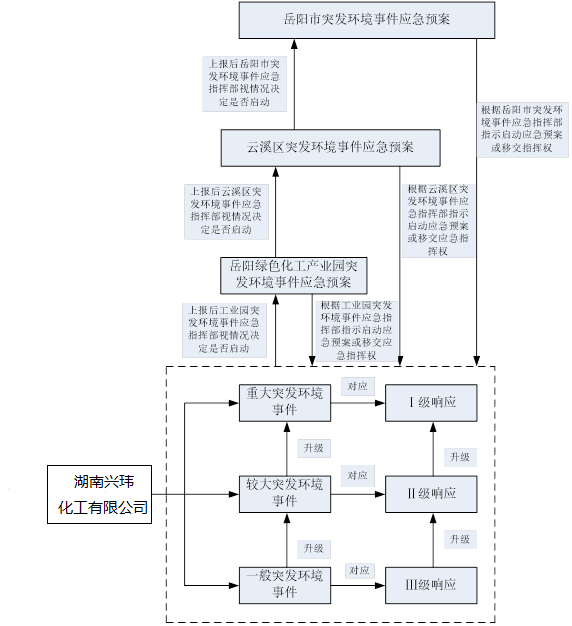 岳阳市突发环境事件应急预案
上报后岳阳市突
发环境事件应急
指挥部视情况决
定是否启动
根据岳阳市突发环
境事件应急指挥部
指示启动应急预案
或移交指挥权
云溪区突发环境事件应急预案
上报后云溪区突
发环境事件应急
指挥部视情况决
定是否启动
根据云溪区突
发环境事件应
急指挥部指示
启动应急预案
或移交应急指
挥权
岳阳绿色化工产业园突
发环境事件应急预案
上报后工业园突
发环境事件应急
指挥部视情况决
定是否启动
根据工业园突发环
境事件应急指
挥部指示启动应
急预案或移交应
急指挥权
重大突发环境
事件
对应
Ⅰ级响应
升级
升级
湖南兴玮
化工有限公司
较大突发环境
事件
对应
Ⅱ级响应
升级
升级
一般突发环境
事件
对应
Ⅲ级响应